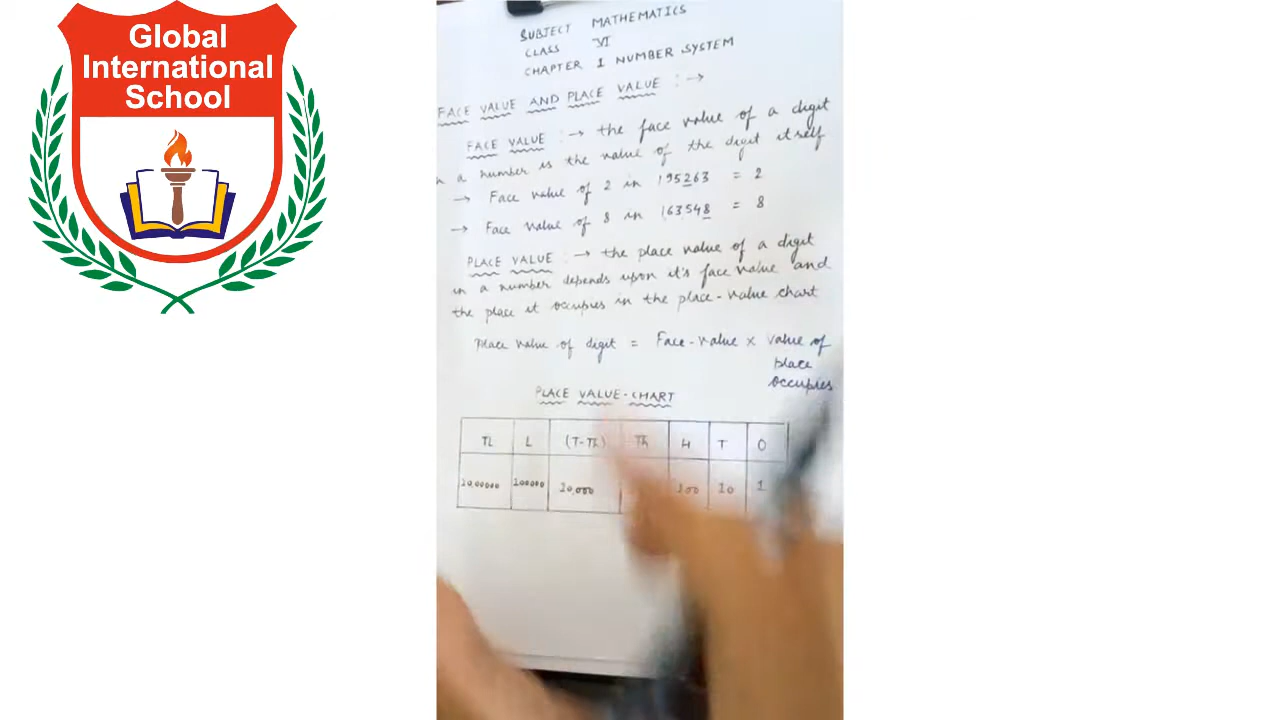 Global
International
School
SUBJECT MATHEMATICS
CLASS VI
CHAPTER 1 NUMBER SYSTEM
FACE VALUE AND PLACE VALUE :→
FACE VALUE :→ the face value of a digit
a number is the value of the digit itself
→ Face value of 2 in 195263 = 2
→ Face value of 8 in 163548 = 8
PLACE VALUE :→ the place value of a digit
in a number depends upon it's face value and
the place it occupies in the place-value chart
Place value of digit = Face-value × value of
place
occupies
PLACE VALUE-CHART
TL L (T-Th) Th H T O
10,00000 100000 10,000 100 10 1